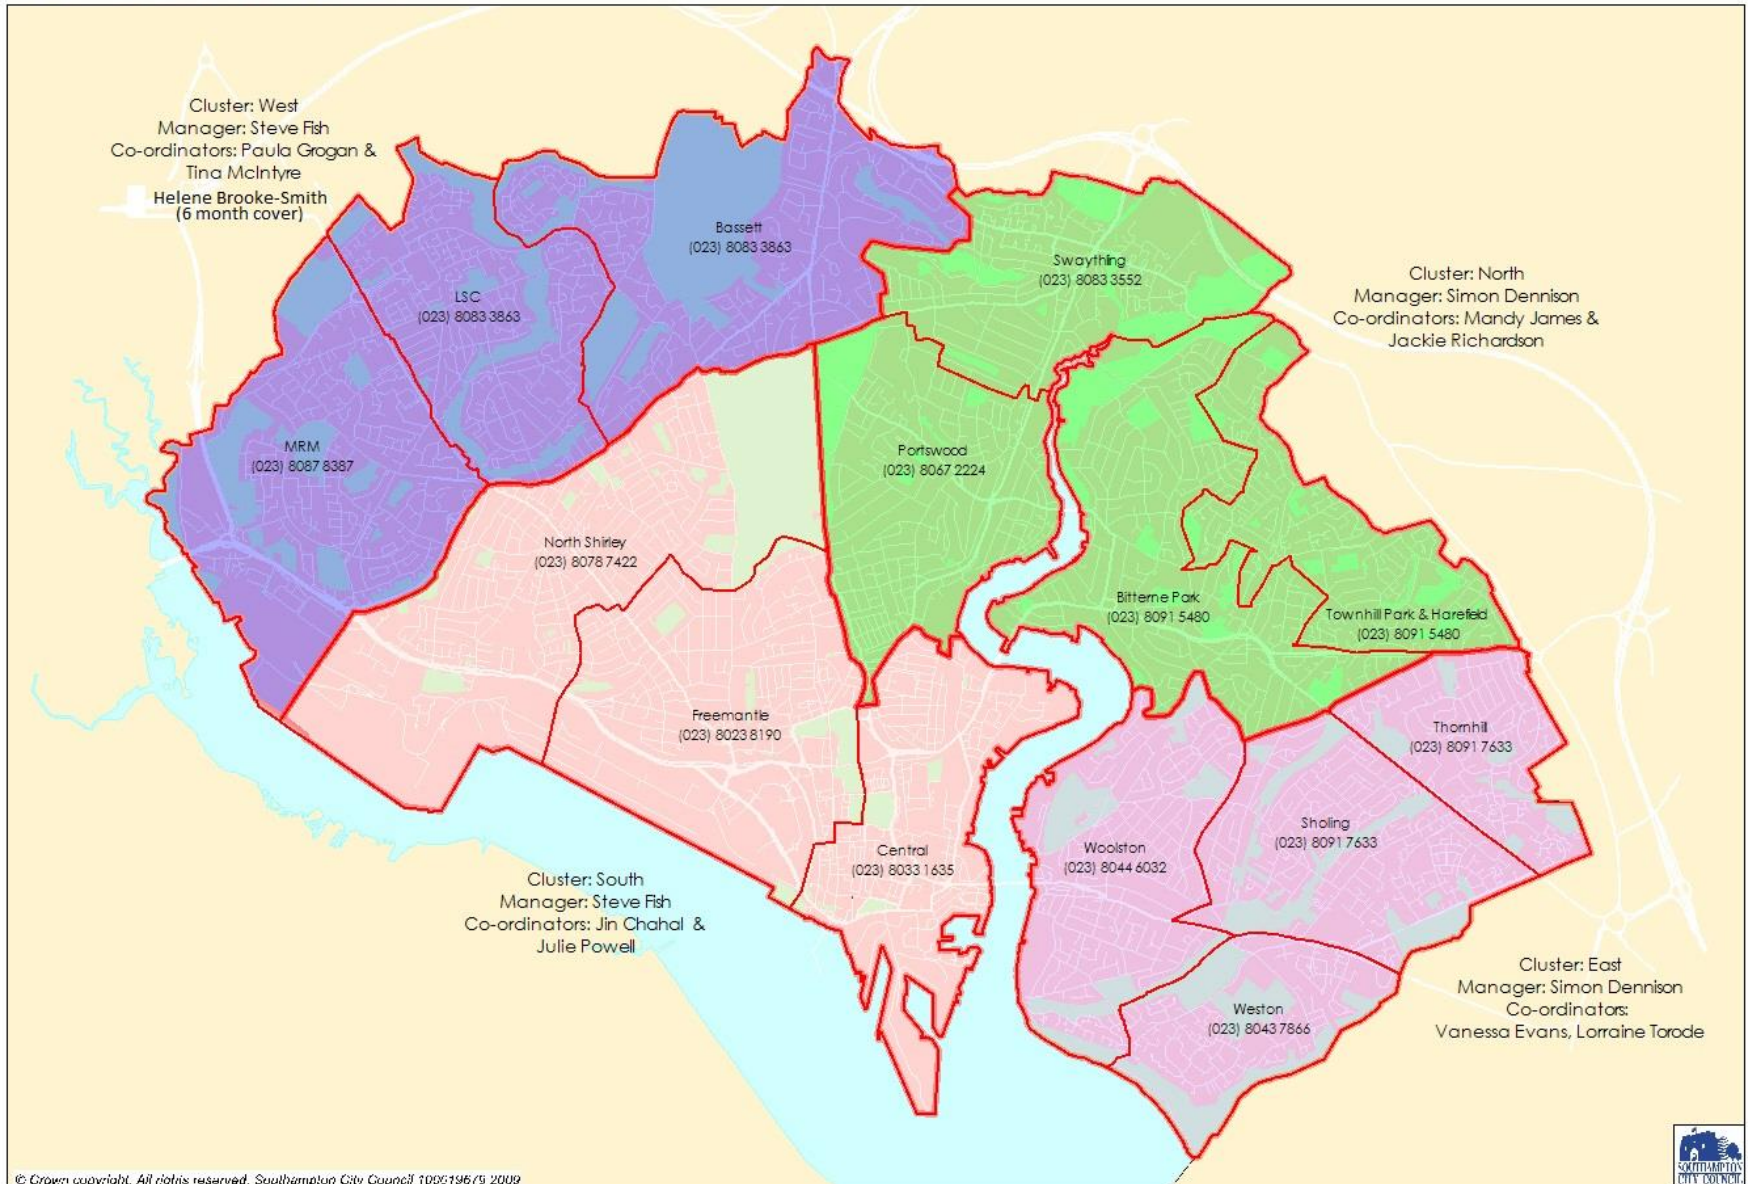 Cluster: West
Manager: Steve Fish
Co-ordinators: Paula Grogan &
Tina McIntyre
Helene Brooke-Smith
(6 month cover)
Bassett
(023) 8083 3863
LSC
(023) 8083 3863
MRM
(023) 8087 8387
Swaythling
(023) 8083 3552
Cluster: North
Manager: Simon Dennison
Co-ordinators: Mandy James &
Jackie Richardson
Portswood
(023) 8067 2224
North Shirley
(023) 8078 7422
Bitterne Park
(023) 8091 5480
Townhill Park & Harefield
(023) 8091 5480
Freemantle
(023) 8023 8190
Thornhill
(023) 8091 7633
Sholing
(023) 8091 7633
Central
(023) 8033 1635
Woolston
(023) 8044 6032
Cluster: South
Manager: Steve Fish
Co-ordinators: Jin Chahal &
Julie Powell
Weston
(023) 8043 7866
Cluster: East
Manager: Simon Dennison
Co-ordinators:
Vanessa Evans, Lorraine Torode
SOUTHAMPTON
CITY COUNCIL
© Crown copyright. All rights reserved. Southampton City Council 100019679 2009